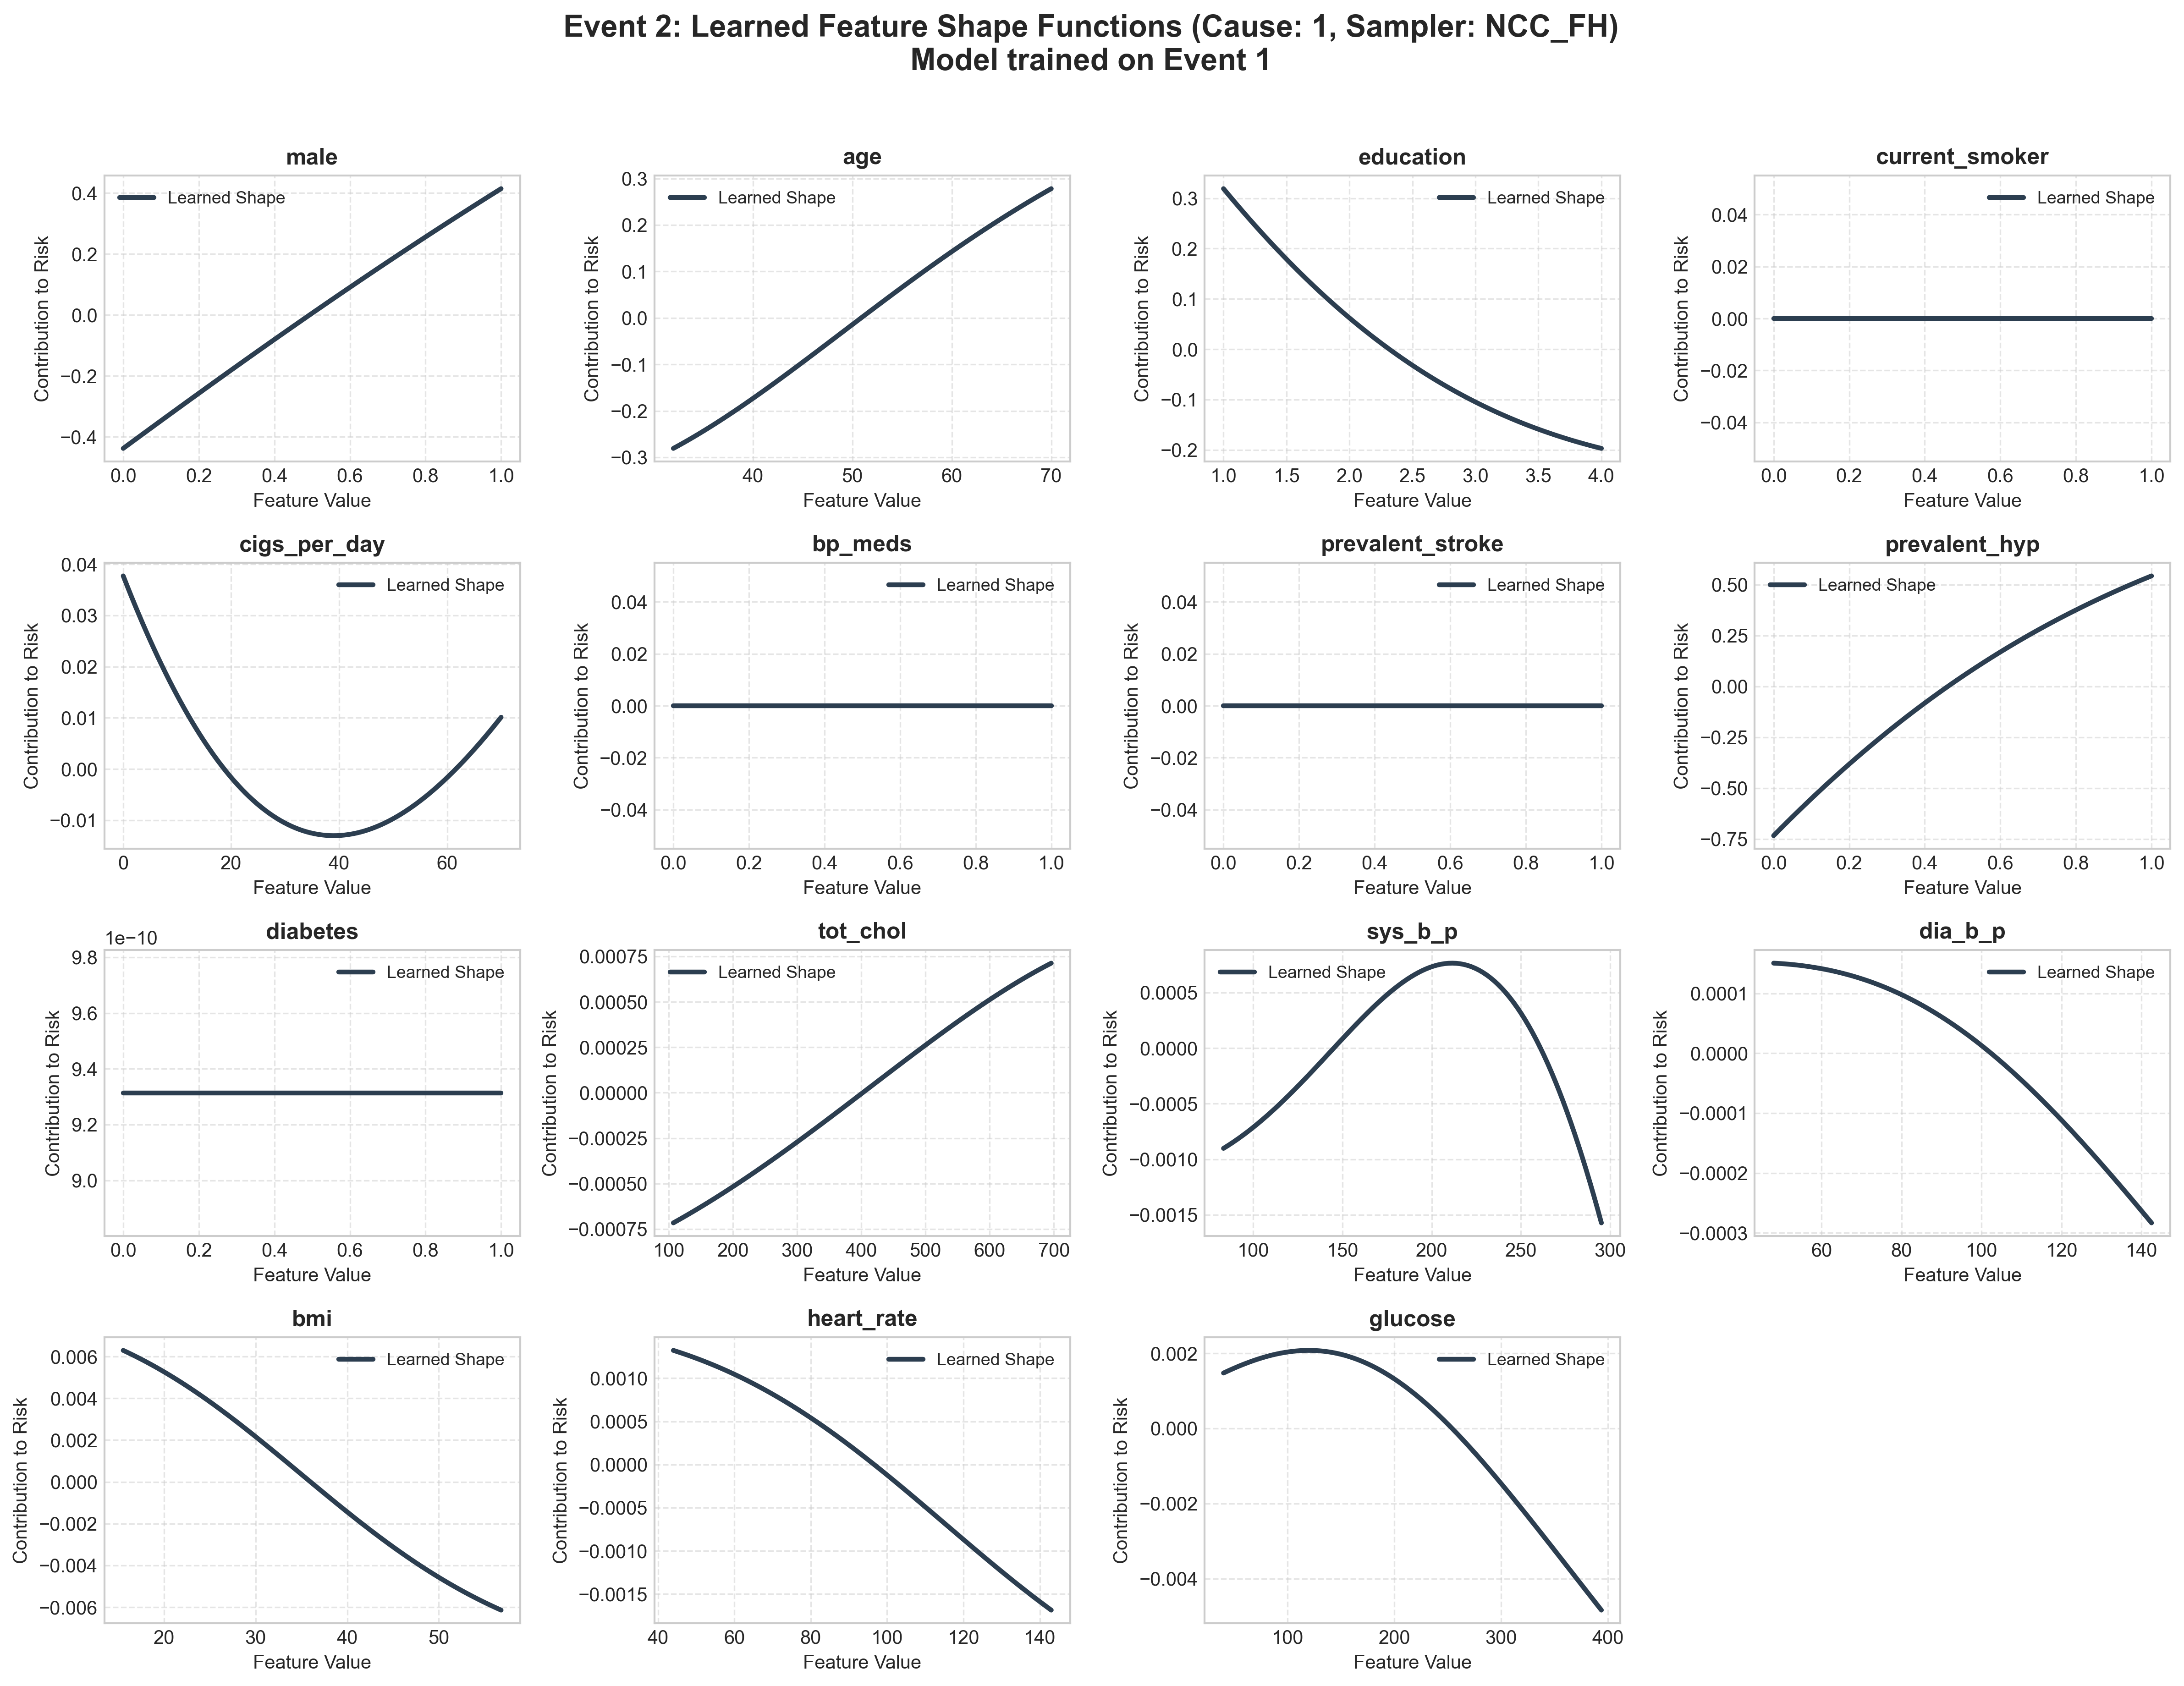 Event 2: Learned Feature Shape Functions (Cause: 1, Sampler: NCC_FH)
Model trained on Event 1
male
Learned Shape
Contribution to Risk
0.4
0.2
0.0
−0.2
−0.4
0.0 0.2 0.4 0.6 0.8 1.0
Feature Value
age
Learned Shape
Contribution to Risk
0.3
0.2
0.1
0.0
−0.1
−0.2
−0.3
40 50 60 70
Feature Value
education
Learned Shape
Contribution to Risk
0.3
0.2
0.1
0.0
−0.1
−0.2
1.0 1.5 2.0 2.5 3.0 3.5 4.0
Feature Value
current_smoker
Learned Shape
Contribution to Risk
0.04
0.02
0.00
−0.02
−0.04
0.0 0.2 0.4 0.6 0.8 1.0
Feature Value
cigs_per_day
Learned Shape
Contribution to Risk
0.04
0.03
0.02
0.01
0.00
−0.01
0 20 40 60
Feature Value
bp_meds
Learned Shape
Contribution to Risk
0.04
0.02
0.00
−0.02
−0.04
0.0 0.2 0.4 0.6 0.8 1.0
Feature Value
prevalent_stroke
Learned Shape
Contribution to Risk
0.04
0.02
0.00
−0.02
−0.04
0.0 0.2 0.4 0.6 0.8 1.0
Feature Value
prevalent_hyp
Learned Shape
Contribution to Risk
0.50
0.25
0.00
−0.25
−0.50
−0.75
0.0 0.2 0.4 0.6 0.8 1.0
Feature Value
diabetes
1e−10
Learned Shape
Contribution to Risk
9.8
9.6
9.4
9.2
9.0
0.0 0.2 0.4 0.6 0.8 1.0
Feature Value
tot_chol
Learned Shape
Contribution to Risk
0.00075
0.00050
0.00025
0.00000
−0.00025
−0.00050
−0.00075
100 200 300 400 500 600 700
Feature Value
sys_b_p
Learned Shape
Contribution to Risk
0.0005
0.0000
−0.0005
−0.0010
−0.0015
100 150 200 250 300
Feature Value
dia_b_p
Learned Shape
Contribution to Risk
0.0001
0.0000
−0.0001
−0.0002
−0.0003
60 80 100 120 140
Feature Value
bmi
Learned Shape
Contribution to Risk
0.006
0.004
0.002
0.000
−0.002
−0.004
−0.006
20 30 40 50
Feature Value
heart_rate
Learned Shape
Contribution to Risk
0.0010
0.0005
0.0000
−0.0005
−0.0010
−0.0015
40 60 80 100 120 140
Feature Value
glucose
Learned Shape
Contribution to Risk
0.002
0.000
−0.002
−0.004
100 200 300 400
Feature Value